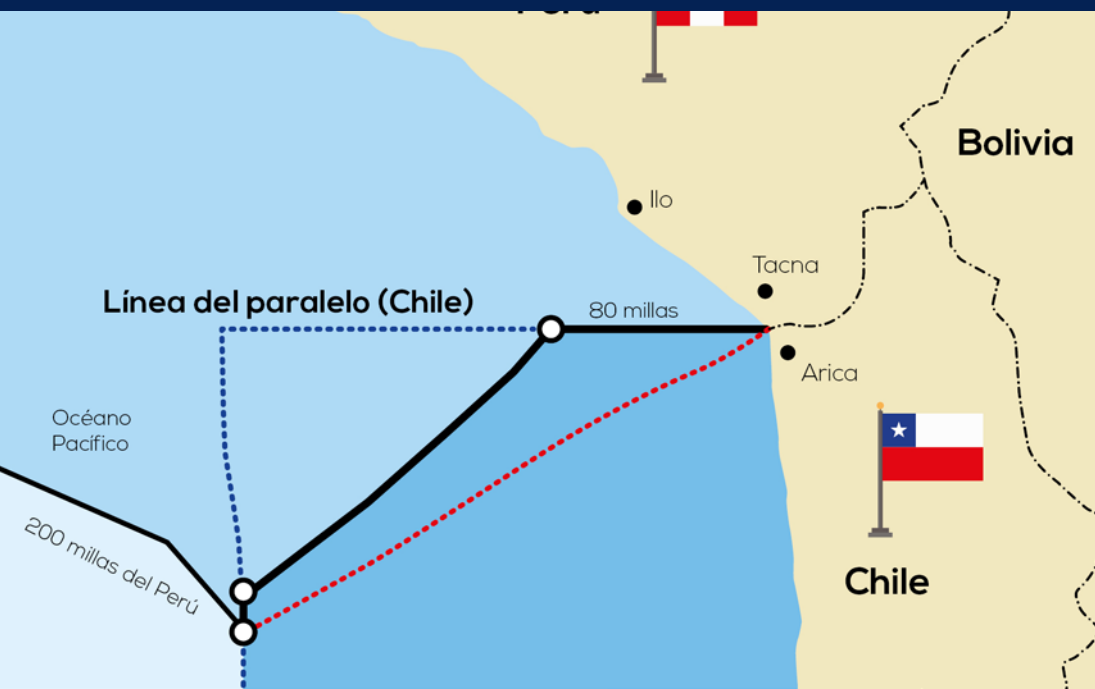 Perú
Bolivia
Ilo
Tacna
Línea del paralelo (Chile)
80 millas
Arica
Océano
Pacífico
200 millas del Perú
Chile